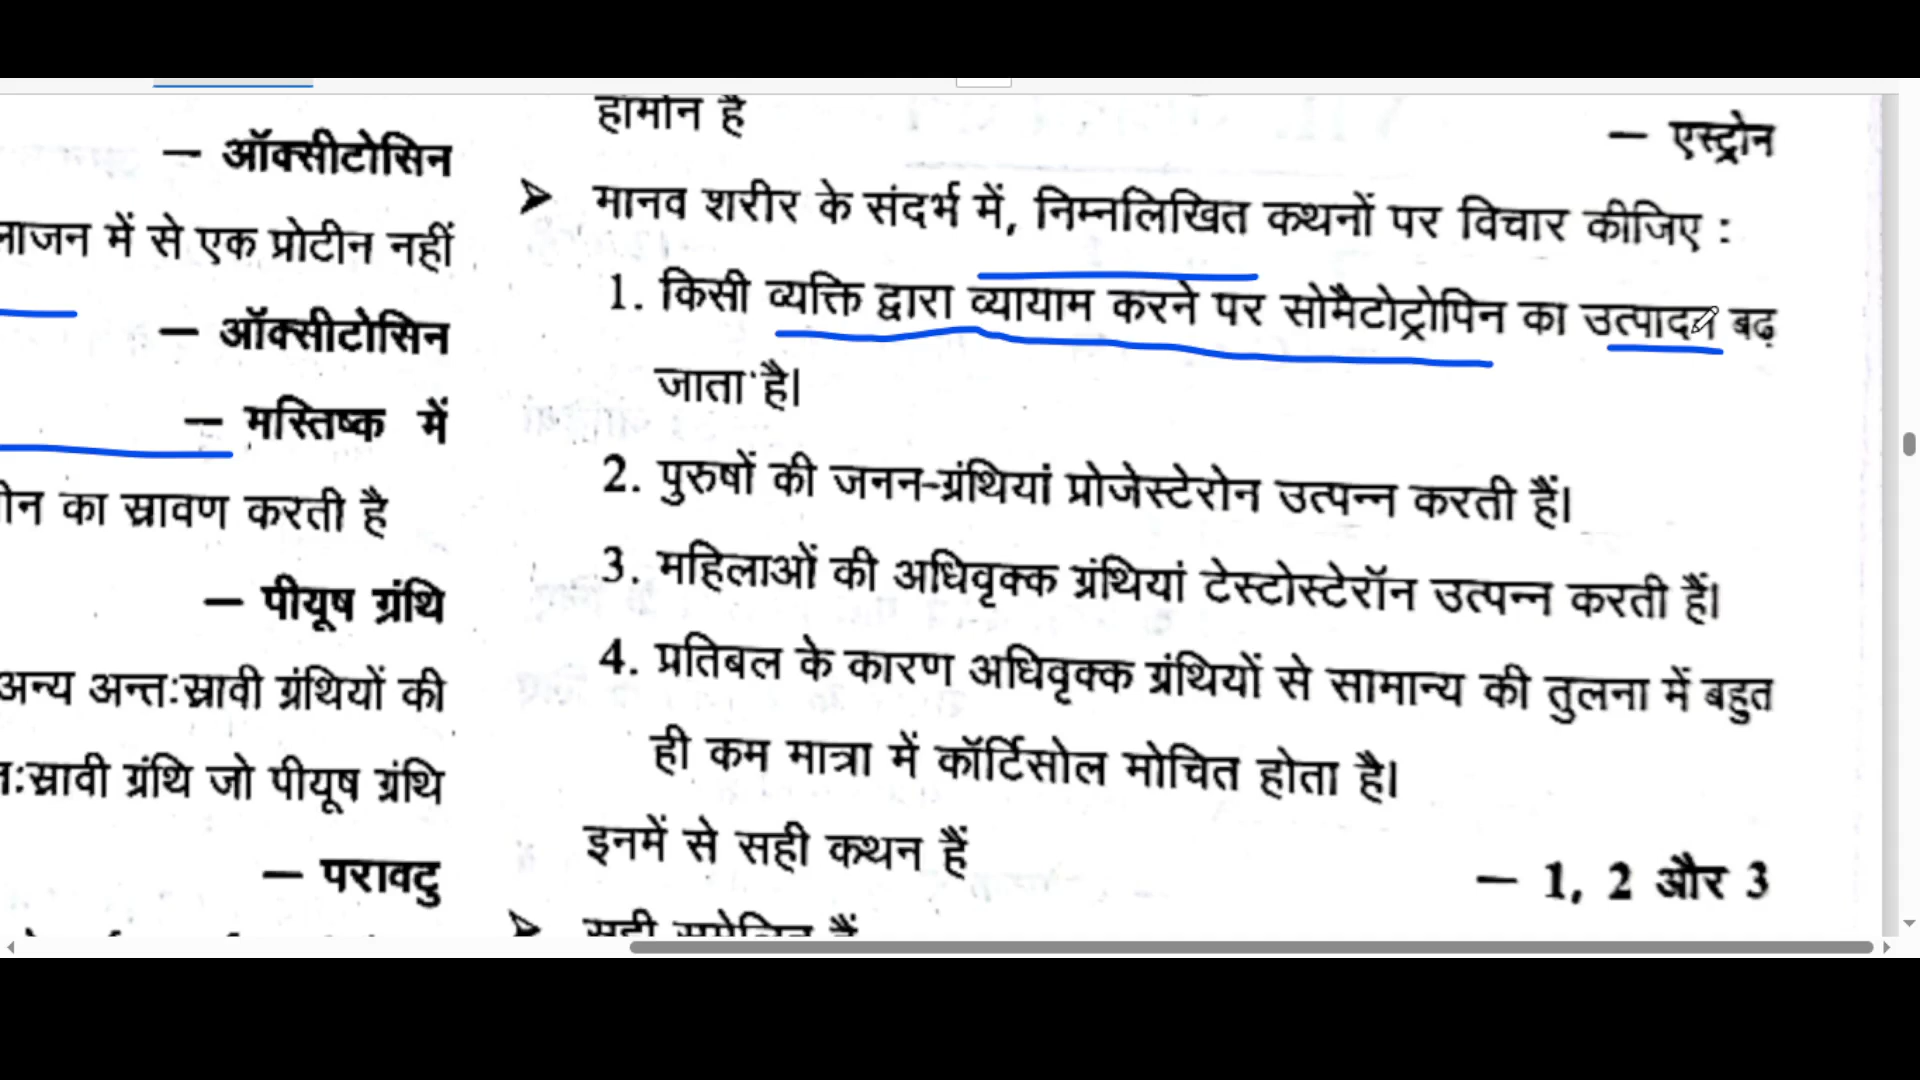 — ऑक्सीटोसिन
में से एक प्रोटीन नहीं
— ऑक्सीटोसिन
— मस्तिष्क में
का स्रावण करती है
— पीयूष ग्रंथि
अन्य अन्तःस्रावी ग्रंथियों की
ग्रंथि जो पीयूष ग्रंथि
— परावटु
हार्मोन है
— एस्ट्रोन
➤ मानव शरीर के संदर्भ में, निम्नलिखित कथनों पर विचार कीजिए :
1. किसी व्यक्ति द्वारा व्यायाम करने पर सोमैटोट्रोपिन का उत्पादन बढ़
जाता है।
2. पुरुषों की जनन-ग्रंथियां प्रोजेस्टेरोन उत्पन्न करती हैं।
3. महिलाओं की अधिवृक्क ग्रंथियां टेस्टोस्टेरॉन उत्पन्न करती हैं।
4. प्रतिबल के कारण अधिवृक्क ग्रंथियों से सामान्य की तुलना में बहुत
ही कम मात्रा में कॉर्टिसोल मोचित होता है।
इनमें से सही कथन हैं
— 1, 2 और 3
➤ सही सुमेलित हैं